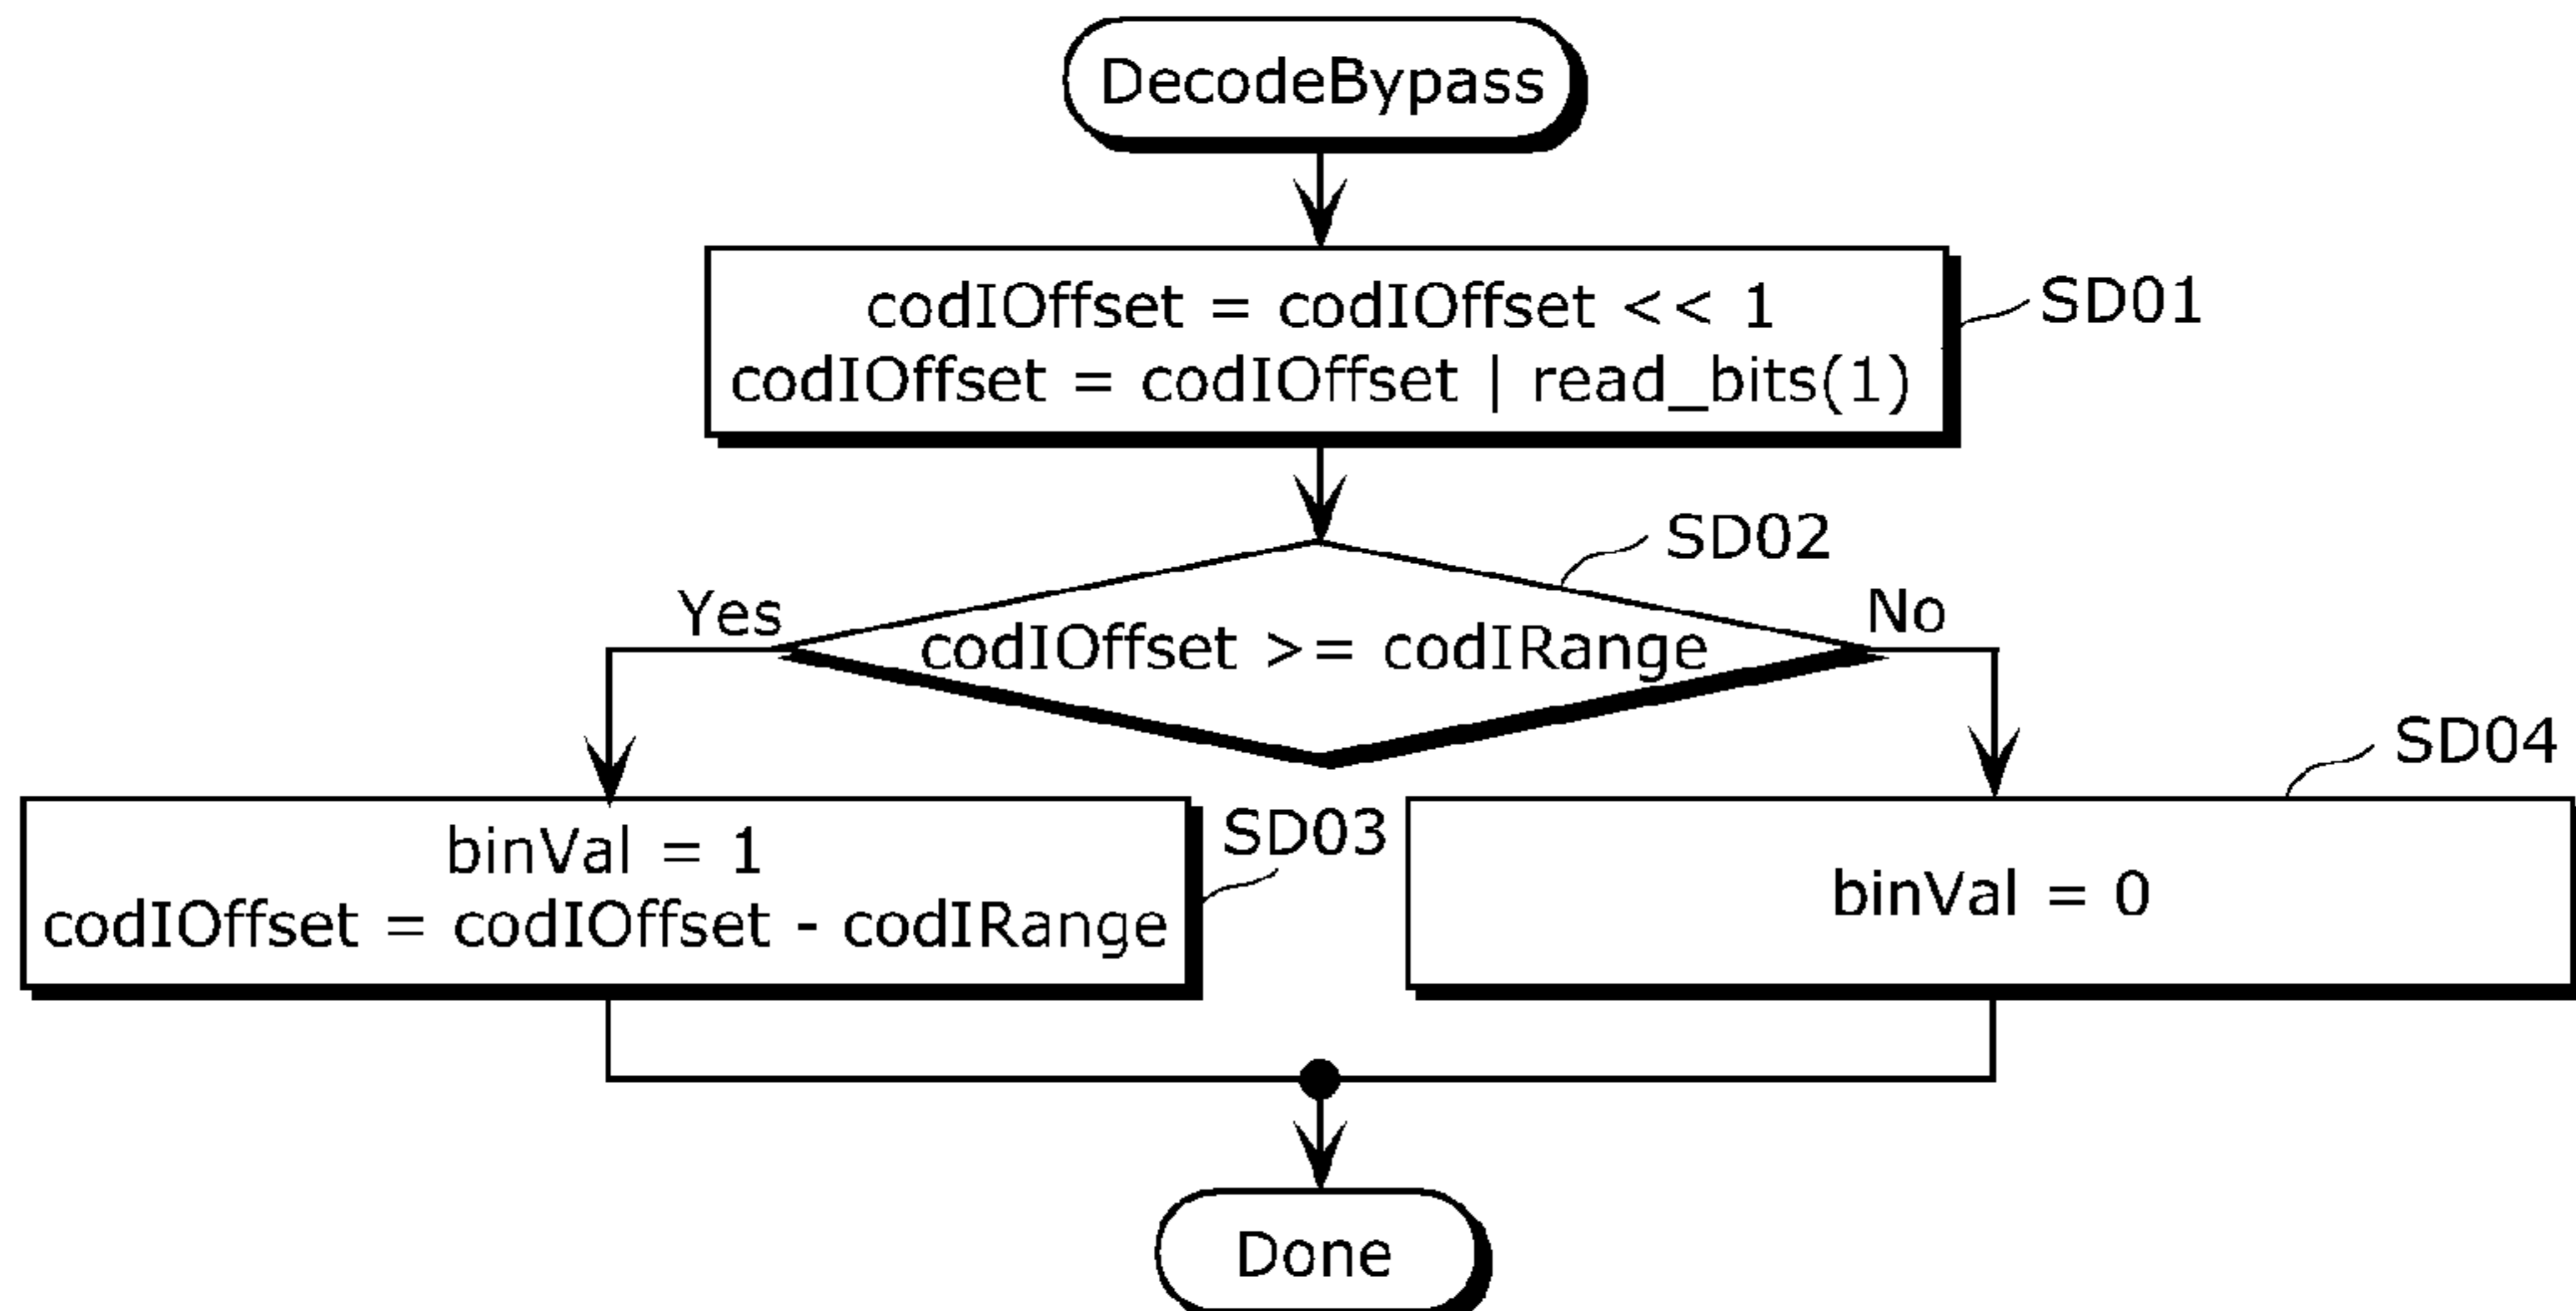 DecodeBypass
codIOffset = codIOffset << 1
codIOffset = codIOffset | read_bits(1)
SD01
SD02
Yes
codIOffset >= codIRange
No
SD04
binVal = 1
codIOffset = codIOffset - codIRange
SD03
binVal = 0
Done